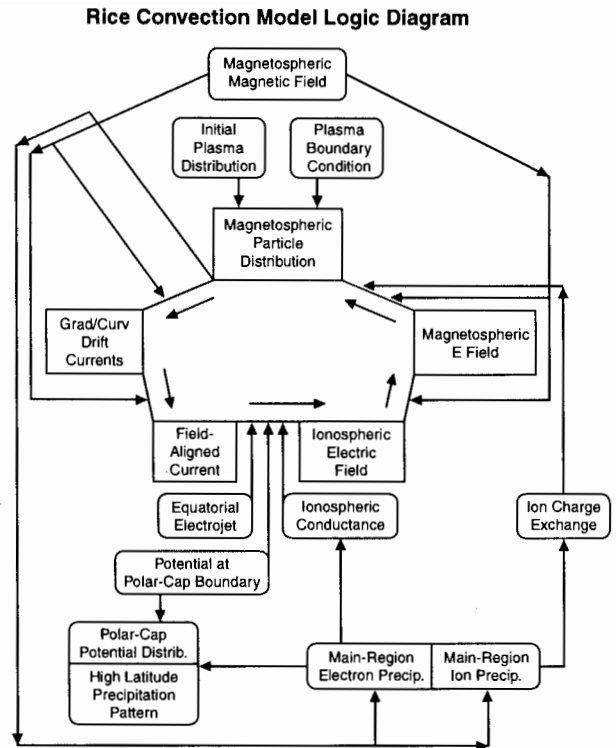 Rice Convection Model Logic Diagram
Magnetospheric
Magnetic Field
Initial
Plasma
Distribution
Plasma
Boundary
Condition
Magnetospheric
Particle
Distribution
Grad/Curv
Drift
Currents
Magnetospheric
E Field
Field-
Aligned
Current
Ionospheric
Electric
Field
Equatorial
Electrojet
Ionospheric
Conductance
Ion Charge
Exchange
Potential at
Polar-Cap Boundary
Polar-Cap
Potential Distrib.
High Latitude
Precipitation
Pattern
Main-Region
Electron Precip.
Main-Region
Ion Precip.